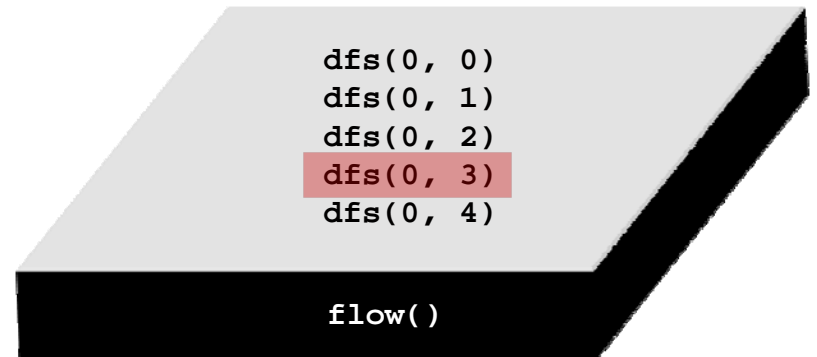 dfs(0, 0)
dfs(0, 1)
dfs(0, 2)
dfs(0, 3)
dfs(0, 4)
flow()